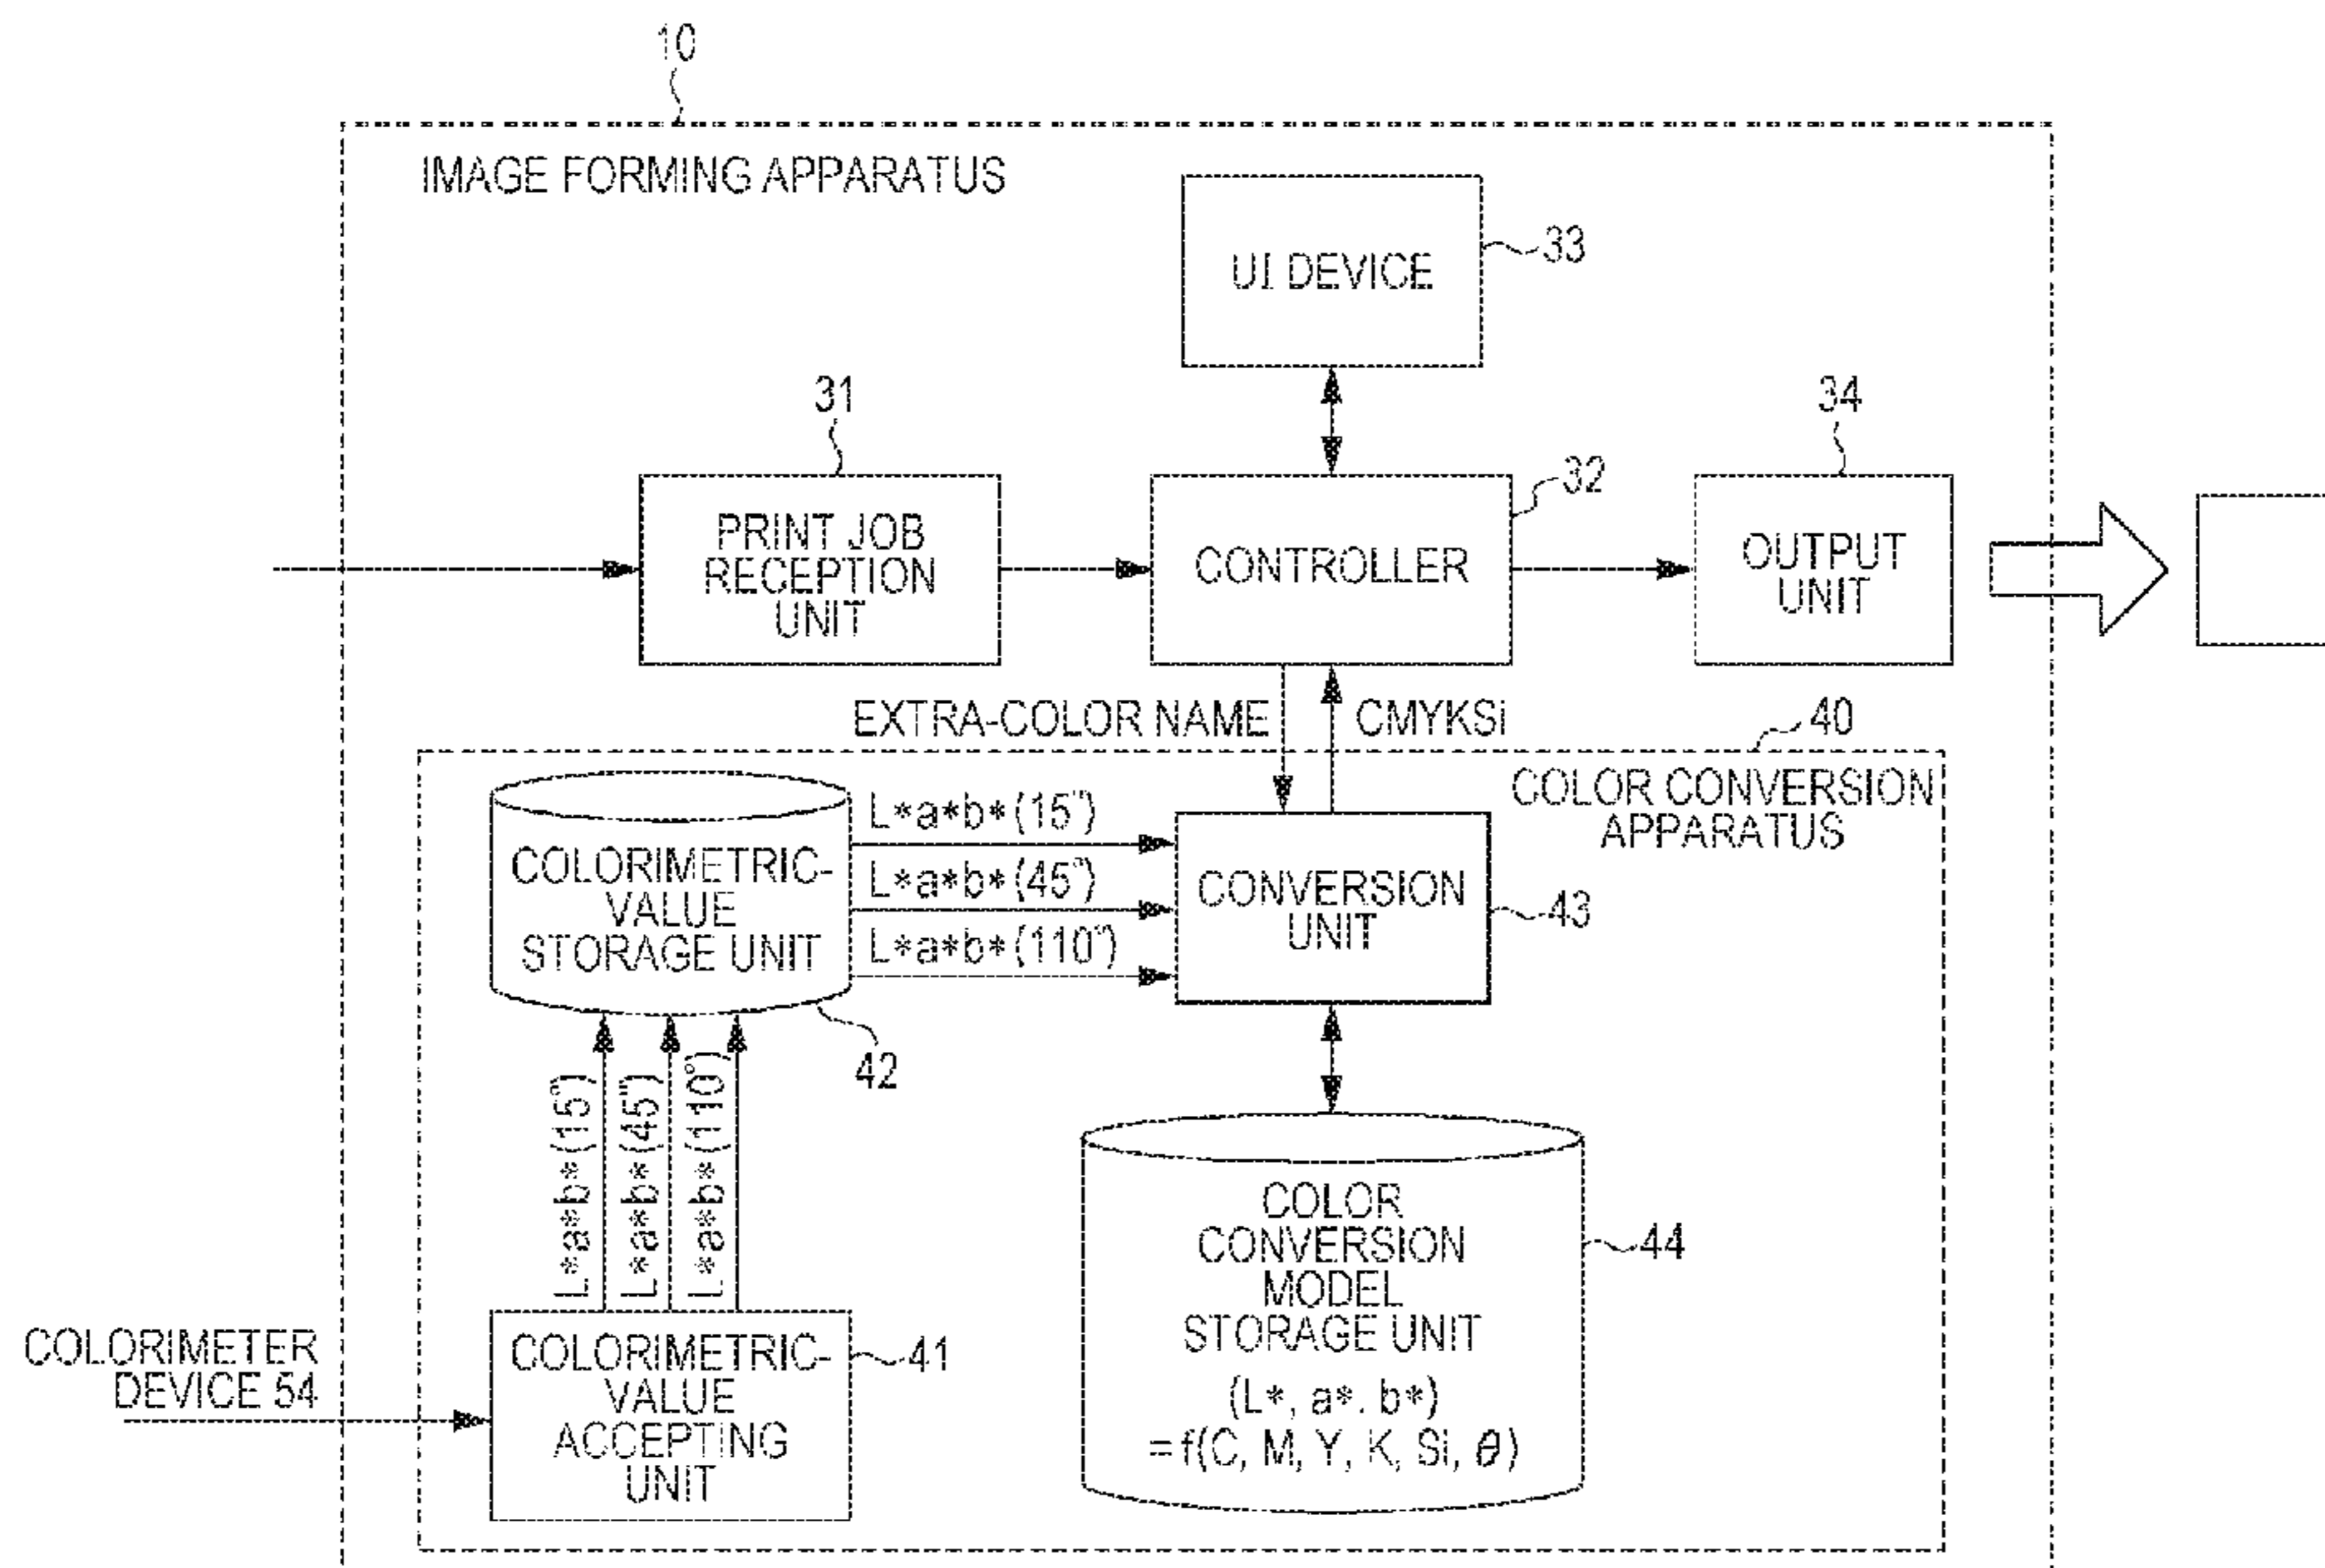 10
IMAGE FORMING APPARATUS
UI DEVICE
33
31
34
32
PRINT JOB
RECEPTION
UNIT
CONTROLLER
OUTPUT
UNIT
EXTRA-COLOR NAME
CMYKSi
40
COLOR CONVERSION
APPARATUS
COLORIMETRIC-
VALUE
STORAGE UNIT
42
L*a*b*(15°)
L*a*b*(45°)
L*a*b*(110°)
CONVERSION
UNIT
43
L*a*b*(15°)
L*a*b*(45°)
L*a*b*(110°)
COLOR
CONVERSION
MODEL
STORAGE UNIT
(L*, a*. b*)
=f(C, M, Y, K, Si, θ)
44
COLORIMETER
DEVICE 54
COLORIMETRIC-
VALUE
ACCEPTING
UNIT
41